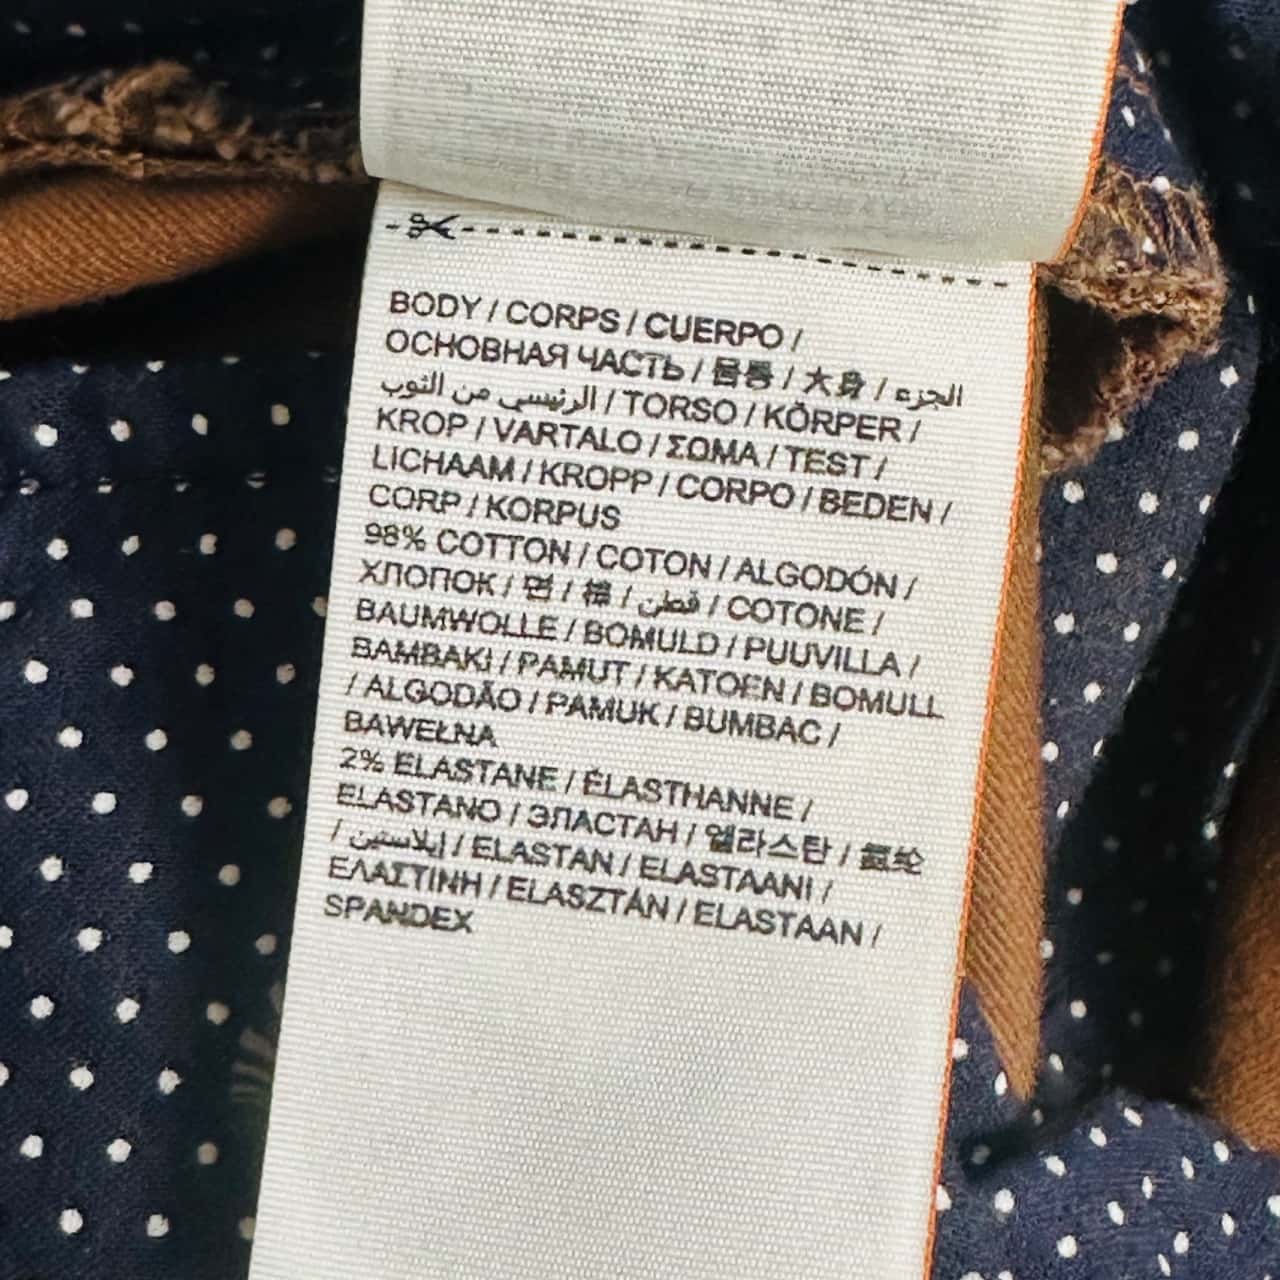 BODY / CORPS / CUERPO /
ОСНОВНАЯ ЧАСТЬ / 몸통 / 大身 / الجزء
الرئيسي من الثوب / TORSO / KÖRPER /
KROP / VARTALO / ΣΩΜΑ / TEST /
LICHAAM / KROPP / CORPO / BEDEN /
CORP / KORPUS
98% COTTON / COTON / ALGODÓN /
ХЛОПОК / 면 / 棉 / قطن / COTONE /
BAUMWOLLE / BOMULD / PUUVILLA /
BAMBAKI / PAMUT / KATOEN / BOMULL
/ ALGODÃO / PAMUK / BUMBAC /
BAWEŁNA
2% ELASTANE / ÉLASTHANNE /
ELASTANO / ЭЛАСТАН / 엘라스탄 / 氨纶
/ إيلاستين / ELASTAN / ELASTAANI /
ΕΛΑΣΤΙΝΗ / ELASZTÁN / ELASTAAN /
SPANDEX